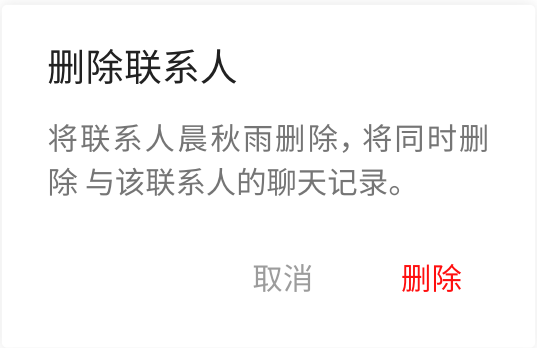 删除联系人
将联系人晨秋雨删除，将同时删
除 与该联系人的聊天记录。
取消 删除